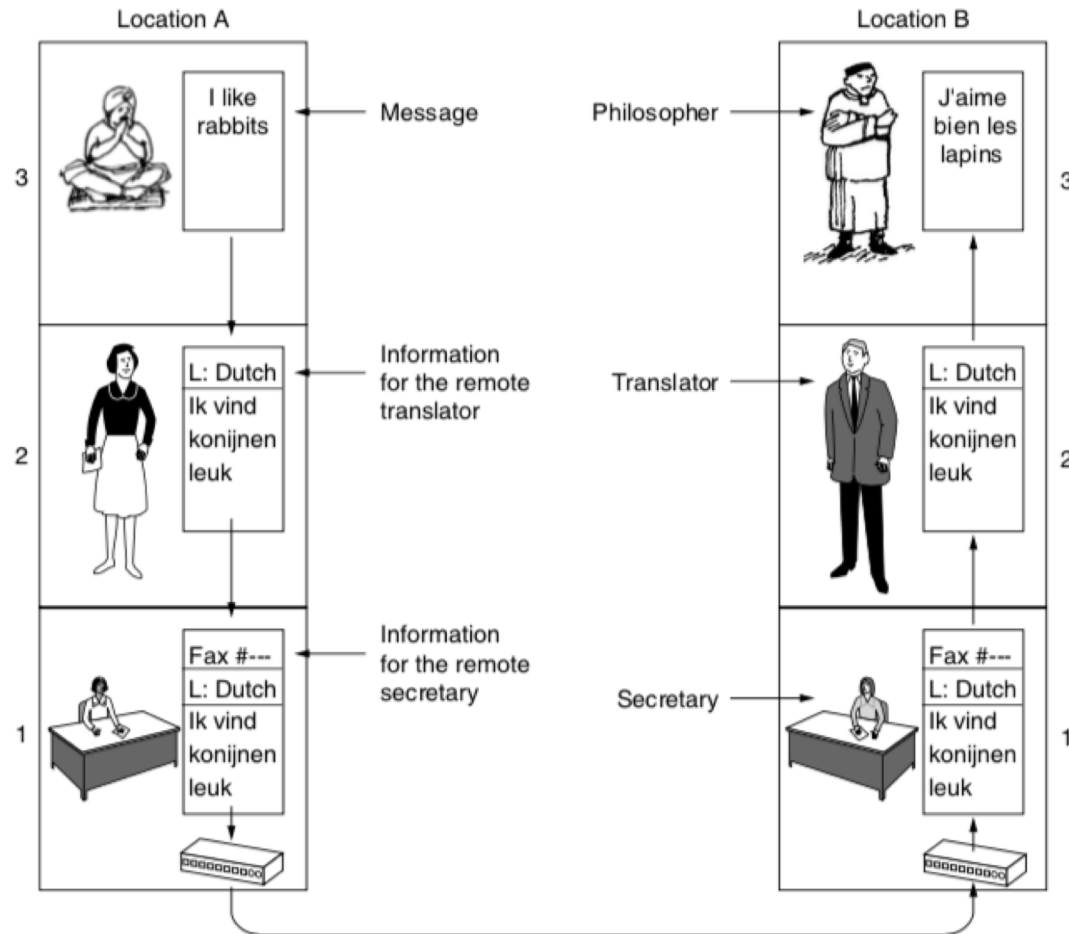 Location A
Location B
I like
rabbits
Message
Philosopher
J'aime
bien les
lapins
3
3
L: Dutch
Ik vind
konijnen
leuk
Information
for the remote
translator
Translator
L: Dutch
Ik vind
konijnen
leuk
2
2
Fax #---
L: Dutch
Ik vind
konijnen
leuk
Information
for the remote
secretary
Secretary
Fax #---
L: Dutch
Ik vind
konijnen
leuk
1
1